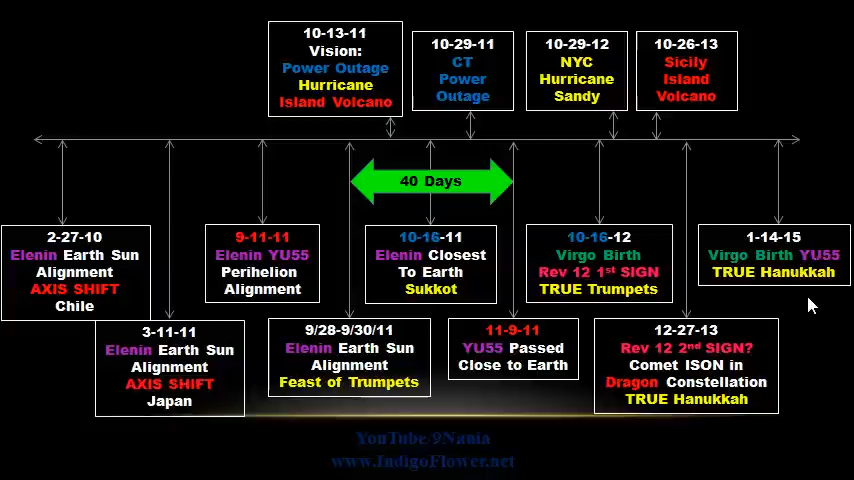 10-13-11
Vision:
Power Outage
Hurricane
Island Volcano
10-29-11
CT
Power
Outage
10-29-12
NYC
Hurricane
Sandy
10-26-13
Sicily
Island
Volcano
40 Days
2-27-10
Elenin Earth Sun
Alignment
AXIS SHIFT
Chile
9-11-11
Elenin YU55
Perihelion
Alignment
10-16-11
Elenin Closest
To Earth
Sukkot
10-16-12
Virgo Birth
Rev 12 1st SIGN
TRUE Trumpets
1-14-15
Virgo Birth YU55
TRUE Hanukkah
3-11-11
Elenin Earth Sun
Alignment
AXIS SHIFT
Japan
9/28-9/30/11
Elenin Earth Sun
Alignment
Feast of Trumpets
11-9-11
YU55 Passed
Close to Earth
12-27-13
Rev 12 2nd SIGN?
Comet ISON in
Dragon Constellation
TRUE Hanukkah
YouTube/9Nania
www.IndigoFlower.net